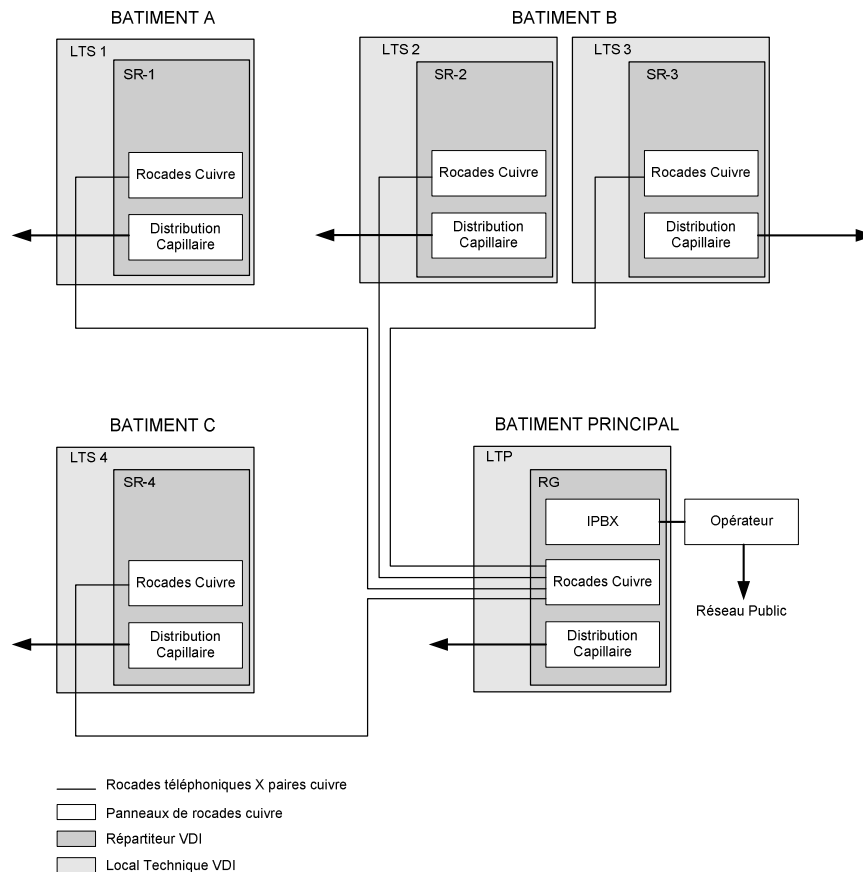 BATIMENT A
LTS 1
SR-1
Rocades Cuivre
Distribution
Capillaire
BATIMENT B
LTS 2
SR-2
Rocades Cuivre
Distribution
Capillaire
LTS 3
SR-3
Rocades Cuivre
Distribution
Capillaire
BATIMENT C
LTS 4
SR-4
Rocades Cuivre
Distribution
Capillaire
BATIMENT PRINCIPAL
LTP
RG
IPBX
Rocades Cuivre
Distribution
Capillaire
Opérateur
Réseau Public
Rocades téléphoniques X paires cuivre
Panneaux de rocades cuivre
Répartiteur VDI
Local Technique VDI